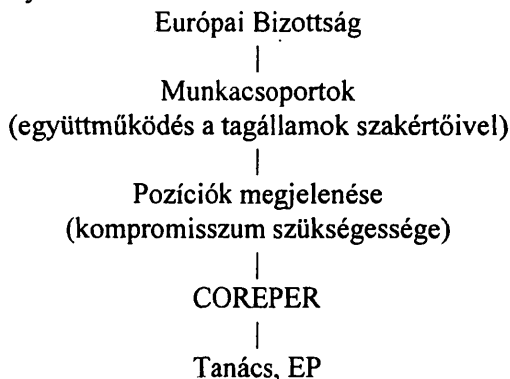 Európai Bizottság
Munkacsoportok
(együttműködés a tagállamok szakértőivel)
Pozíciók megjelenése
(kompromisszum szükségessége)
COREPER
Tanács, EP